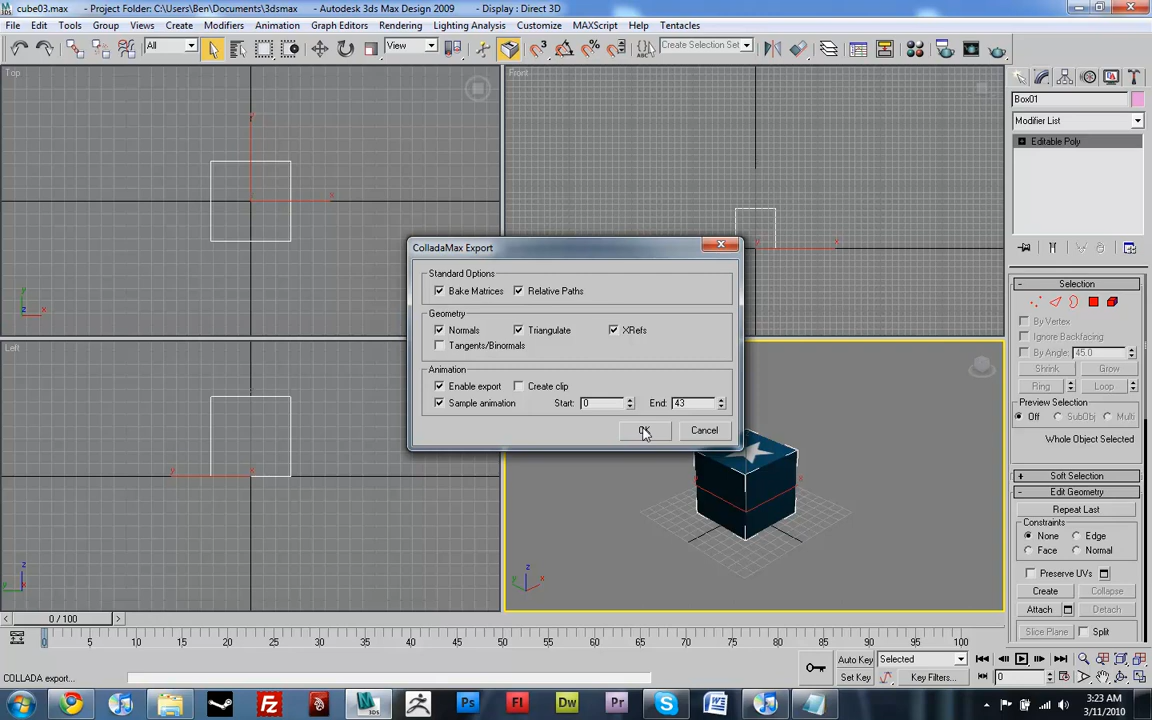 cube03.max - Project Folder: C:\Users\Ben\Documents\3dsmax - Autodesk 3ds Max Design 2009 - Display : Direct 3D
File Edit Tools Group Views Create Modifiers Animation Graph Editors Rendering Lighting Analysis Customize MAXScript Help Tentacles
All View Create Selection Set
Top
Front
Left
Box01
Modifier List
Editable Poly
ColladaMax Export
Standard Options
Bake Matrices Relative Paths
Geometry
Normals Triangulate XRefs
Tangents/Binormals
Animation
Enable export Create clip
Sample animation Start: 0 End: 43
OK Cancel
Selection
By Vertex
Ignore Backfacing
By Angle: 45.0
Shrink Grow
Ring Loop
Preview Selection
Off SubObj Multi
Whole Object Selected
Soft Selection
Edit Geometry
Repeat Last
Constraints
None Edge
Face Normal
Preserve UVs
Create Collapse
Attach Detach
Slice Plane Split
0 / 100
0 5 10 15 20 25 30 35 40 45 50 55 60 65 70 75 80 85 90 95 100
Auto Key Selected
Set Key Key Filters... 0
COLLADA export...
Ps Fl Dw Pr
3:23 AM
3/11/2010